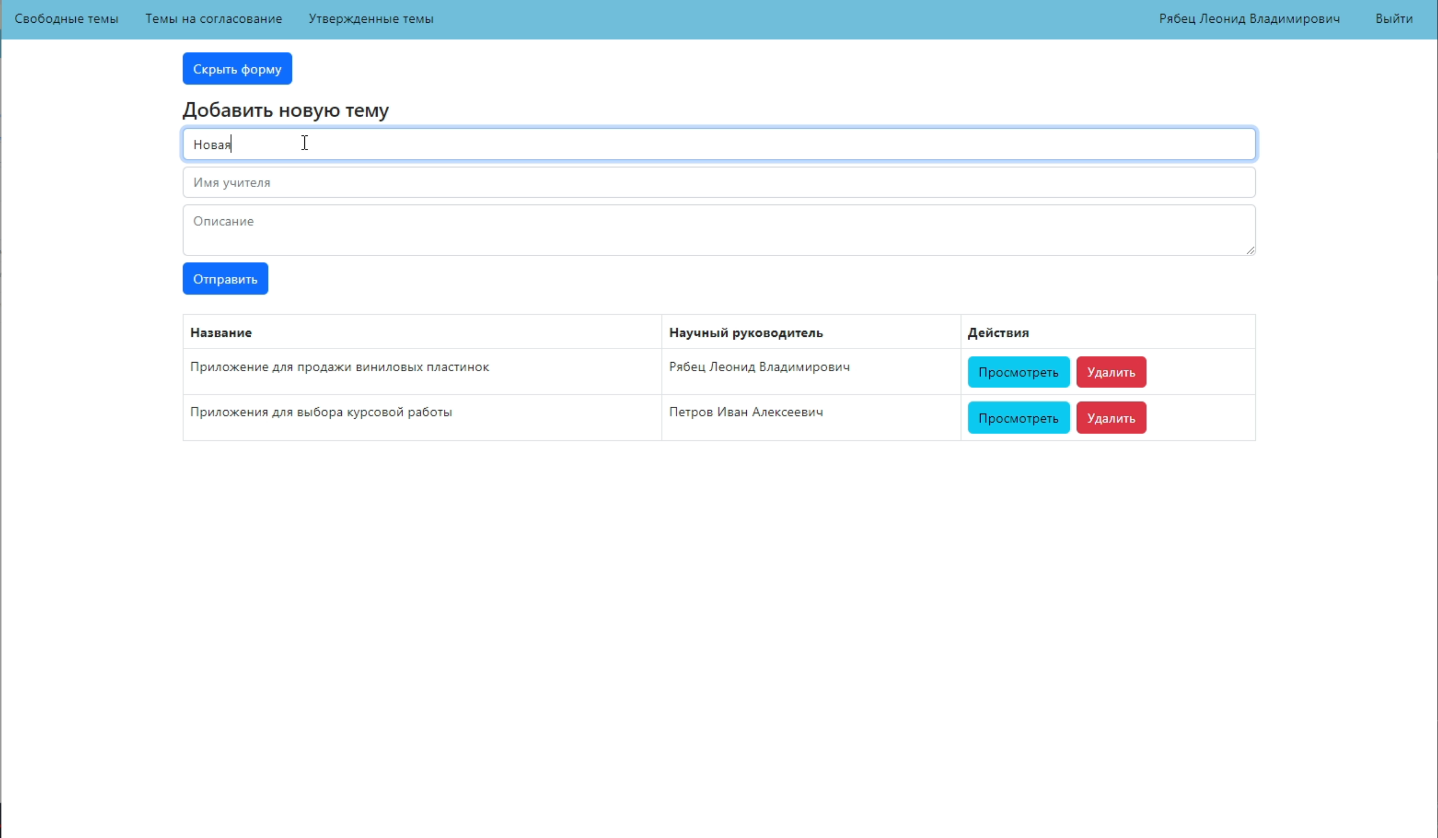 Свободные темы Темы на согласование Утвержденные темы Рябец Леонид Владимирович Выйти
Скрыть форму
Добавить новую тему
Новая
Имя учителя
Описание
Отправить
Название Научный руководитель Действия
Приложение для продажи виниловых пластинок Рябец Леонид Владимирович Просмотреть Удалить
Приложения для выбора курсовой работы Петров Иван Алексеевич Просмотреть Удалить